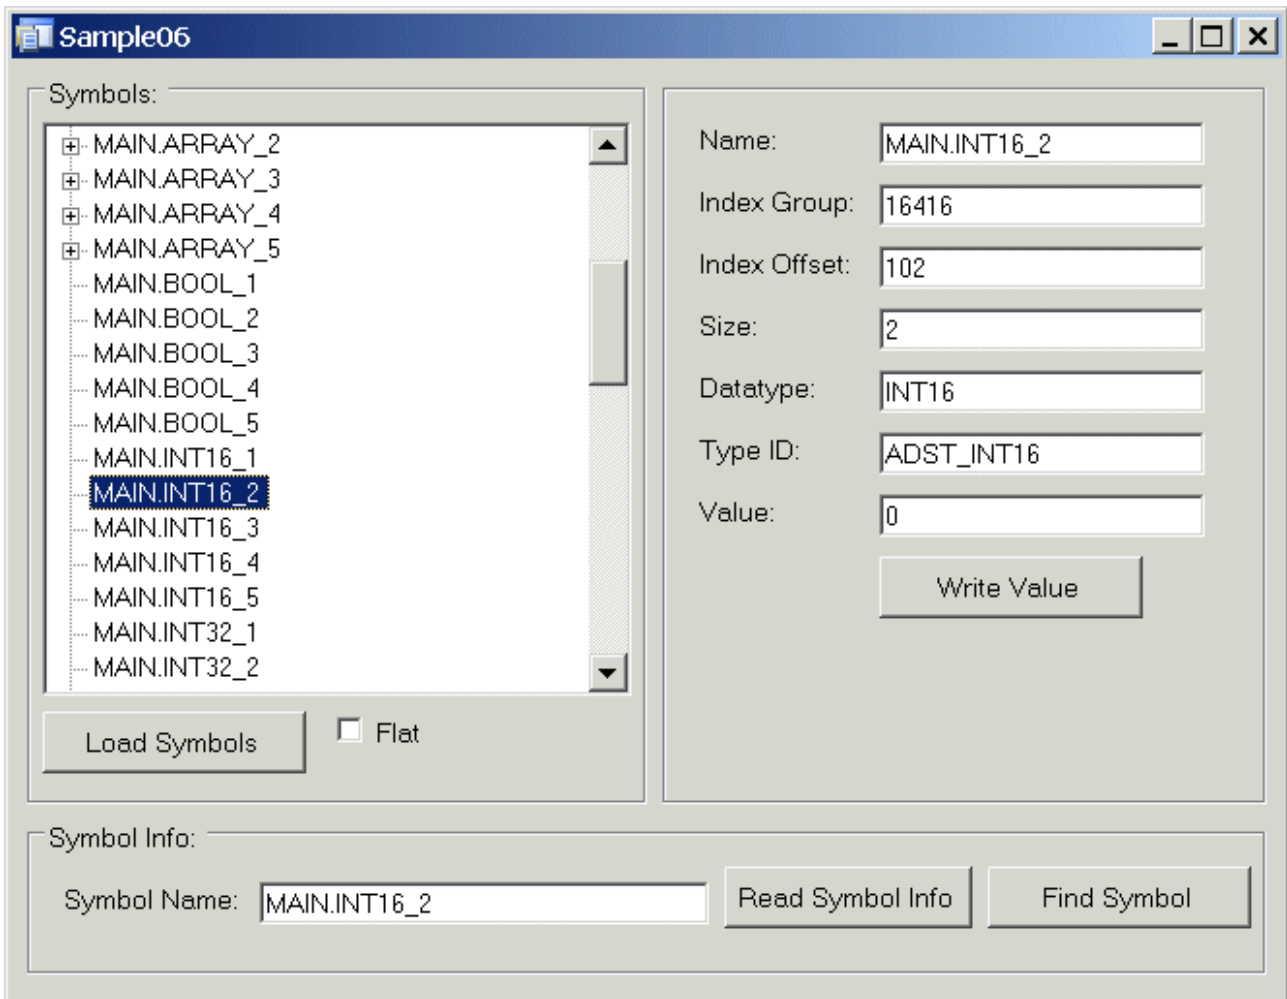 Sample06
Symbols:
MAIN.ARRAY_2
MAIN.ARRAY_3
MAIN.ARRAY_4
MAIN.ARRAY_5
MAIN.BOOL_1
MAIN.BOOL_2
MAIN.BOOL_3
MAIN.BOOL_4
MAIN.BOOL_5
MAIN.INT16_1
MAIN.INT16_2
MAIN.INT16_3
MAIN.INT16_4
MAIN.INT16_5
MAIN.INT32_1
MAIN.INT32_2
Load Symbols
Flat
Name: MAIN.INT16_2
Index Group: 16416
Index Offset: 102
Size: 2
Datatype: INT16
Type ID: ADST_INT16
Value: 0
Write Value
Symbol Info:
Symbol Name: MAIN.INT16_2 Read Symbol Info Find Symbol